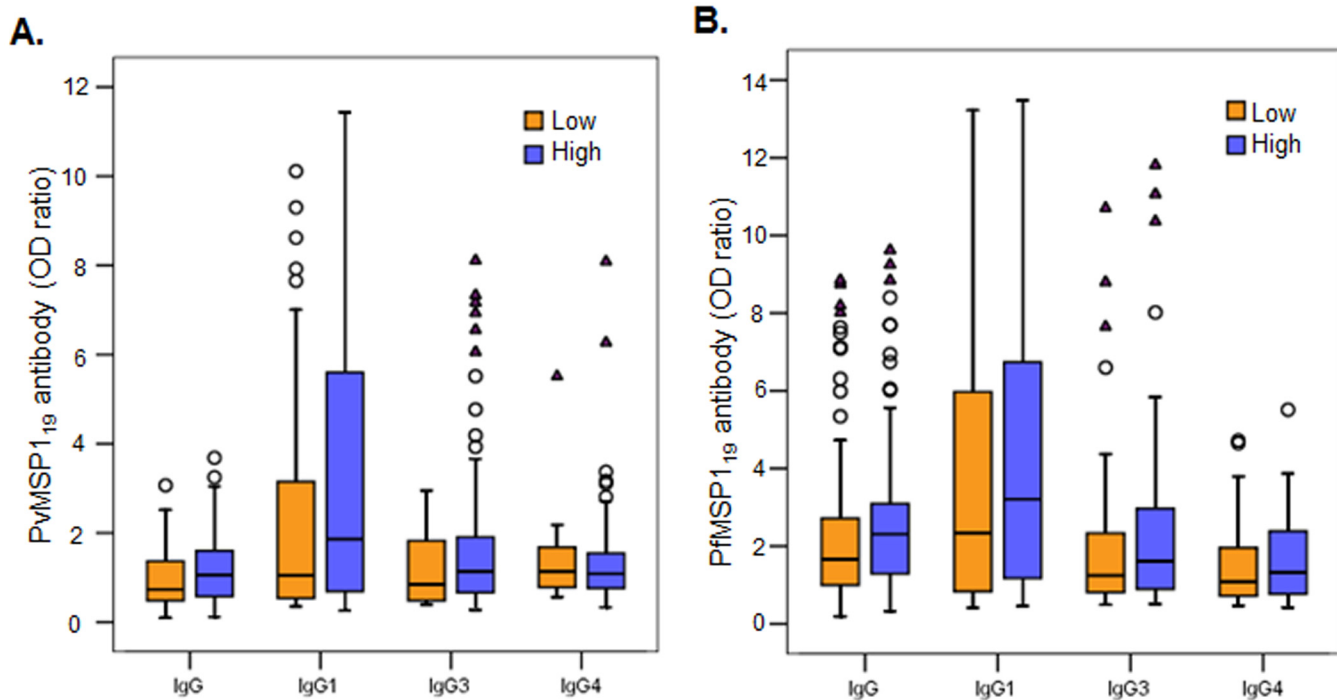 A.
PvMSP1₁₉ antibody (OD ratio)
12
10
8
6
4
2
0
Low
High
IgG
IgG1
IgG3
IgG4
B.
PfMSP1₁₉ antibody (OD ratio)
14
12
10
8
6
4
2
0
Low
High
IgG
IgG1
IgG3
IgG4